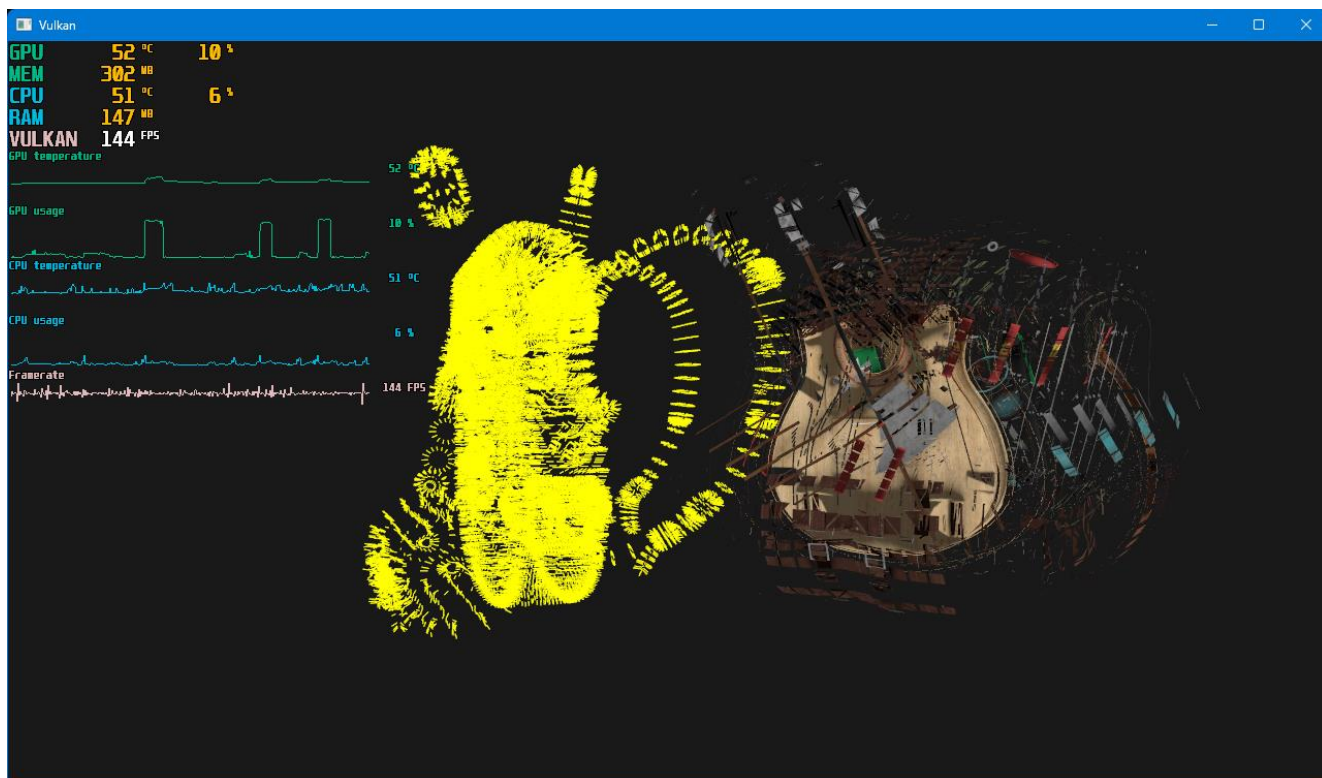 Vulkan
GPU 52 °C 10 %
MEM 302 MB
CPU 51 °C 6 %
RAM 147 MB
VULKAN 144 FPS
GPU temperature
52 °C
GPU usage
10 %
CPU temperature
51 °C
CPU usage
6 %
Framerate
144 FPS